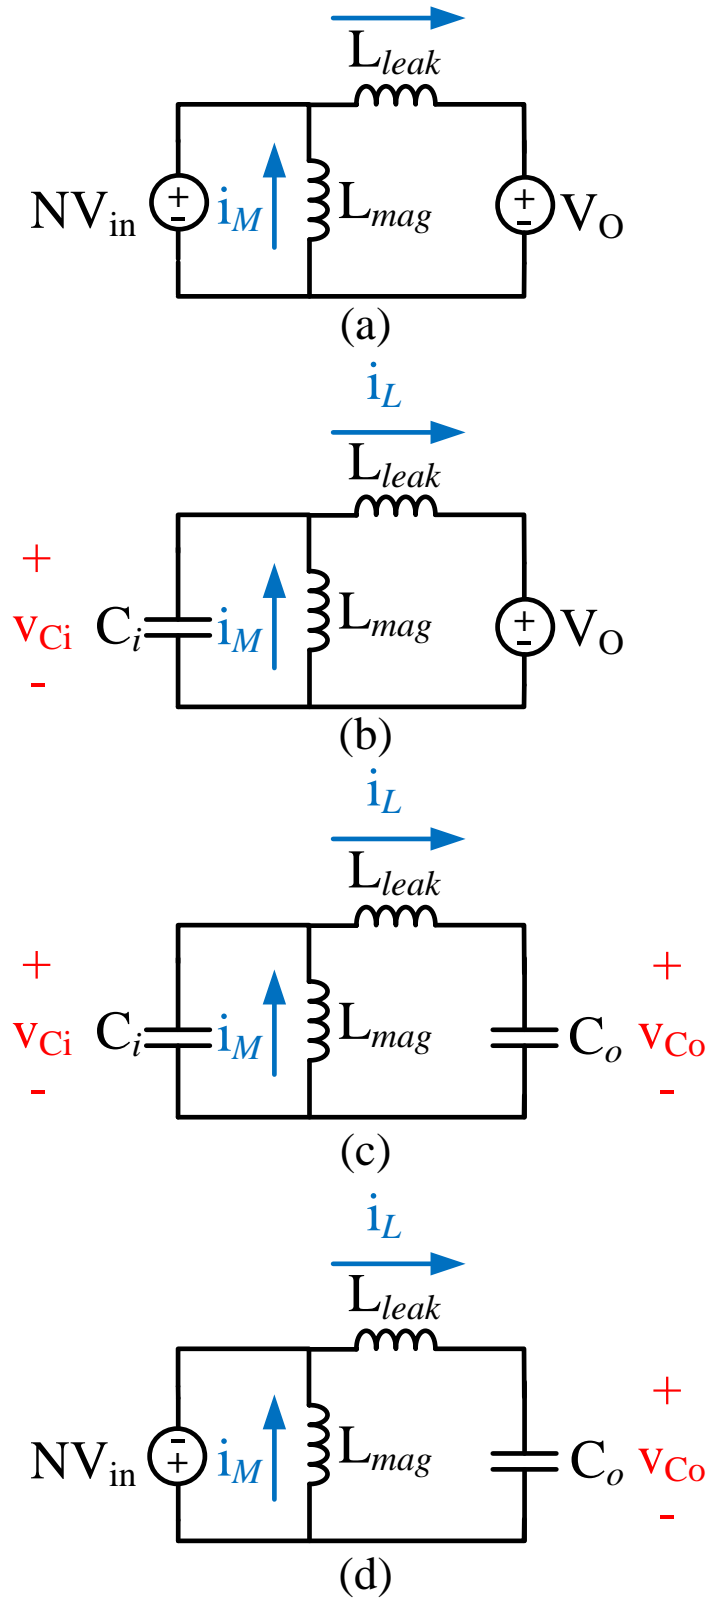 L_leak
NV_in + - i_M L_mag + - V_O
(a)
i_L
L_leak
+
v_Ci C_i i_M L_mag + - V_O
-
(b)
i_L
L_leak
+ +
v_Ci C_i i_M L_mag C_o v_Co
- -
(c)
i_L
L_leak
+
NV_in - + i_M L_mag C_o v_Co
-
(d)